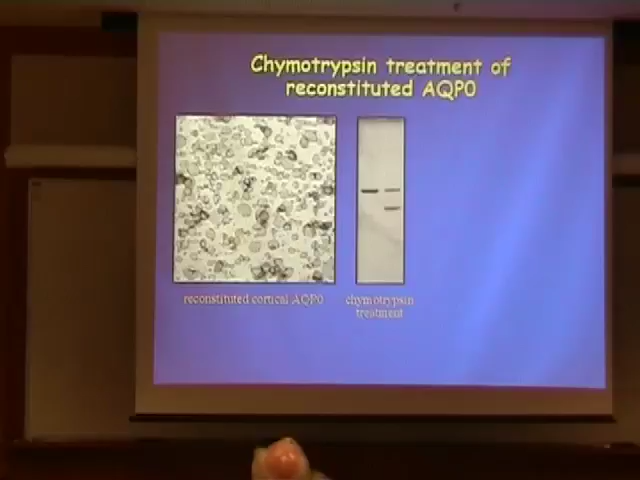 Chymotrypsin treatment of
reconstituted AQP0
reconstituted cortical AQP0
chymotrypsin
treatment